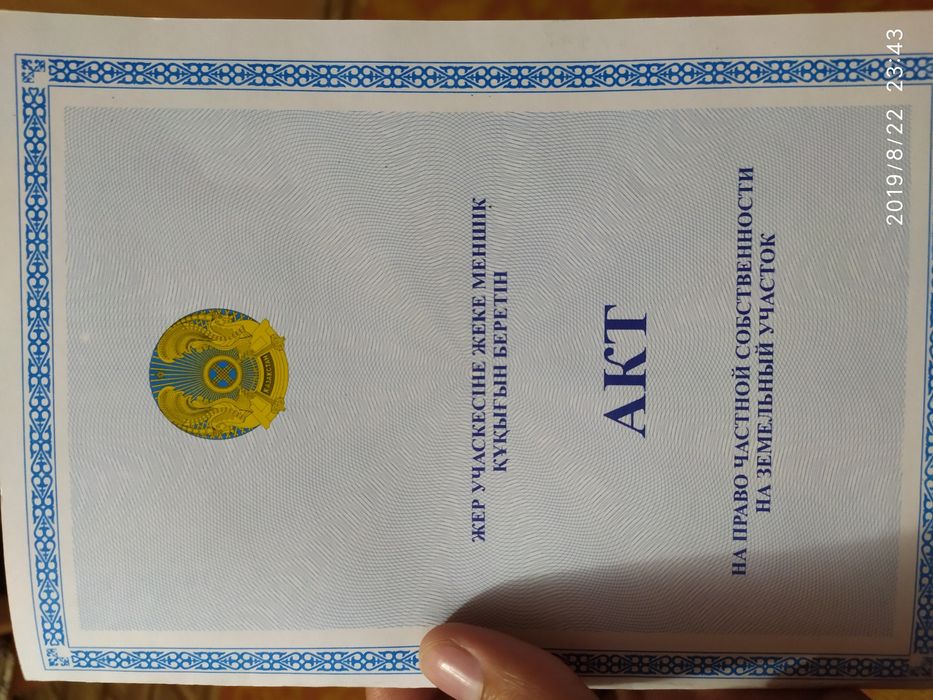 ҚАЗАҚСТАН
ЖЕР УЧАСКЕСІНЕ ЖЕКЕ МЕНШІК
ҚҰҚЫҒЫН БЕРЕТІН
АКТ
НА ПРАВО ЧАСТНОЙ СОБСТВЕННОСТИ
НА ЗЕМЕЛЬНЫЙ УЧАСТОК
2019/8/22 23:43